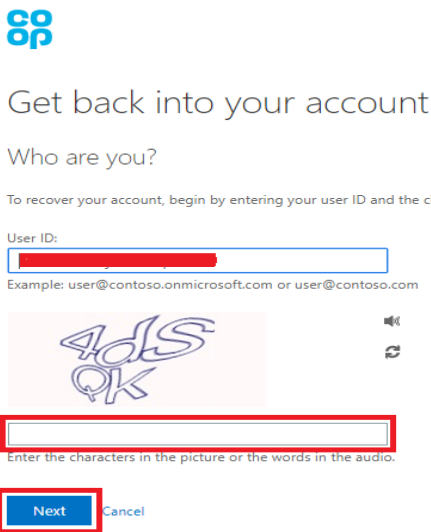 co
op
Get back into your account
Who are you?
To recover your account, begin by entering your user ID and the c
User ID:
Example: user@contoso.onmicrosoft.com or user@contoso.com
4dS
QK
Enter the characters in the picture or the words in the audio.
Next Cancel